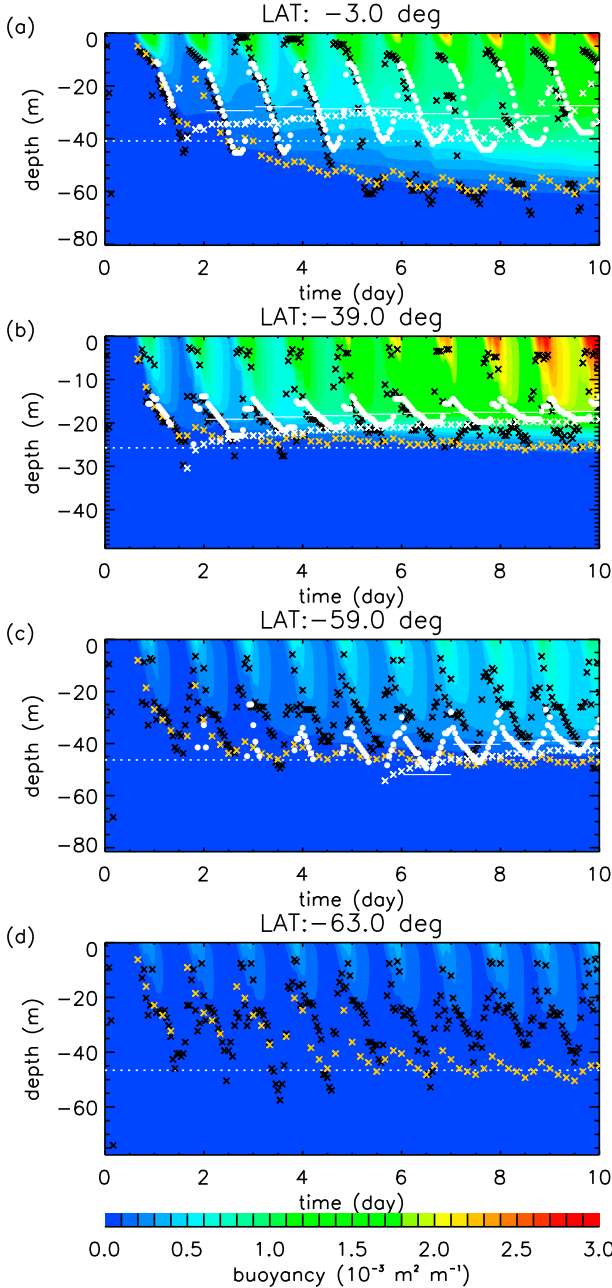 (a)
LAT: −3.0 deg
0
−20
−40
−60
−80
depth (m)
0 2 4 6 8 10
time (day)
(b)
LAT:−39.0 deg
0
−10
−20
−30
−40
depth (m)
0 2 4 6 8 10
time (day)
(c)
LAT:−59.0 deg
0
−20
−40
−60
−80
depth (m)
0 2 4 6 8 10
time (day)
(d)
LAT:−63.0 deg
0
−20
−40
−60
depth (m)
0 2 4 6 8 10
time (day)
0.0 0.5 1.0 1.5 2.0 2.5 3.0
buoyancy (10⁻³ m² m⁻¹)